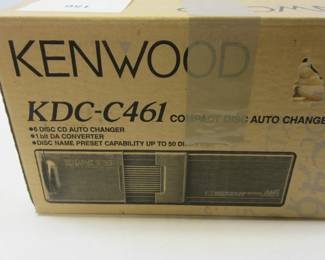 KENWOOD
KDC-C461 COMPACT DISC AUTO CHANGE
●6 DISC CD AUTO CHANGER
●1 bit DA CONVERTER
●DISC NAME PRESET CAPABILITY UP TO 50 DI